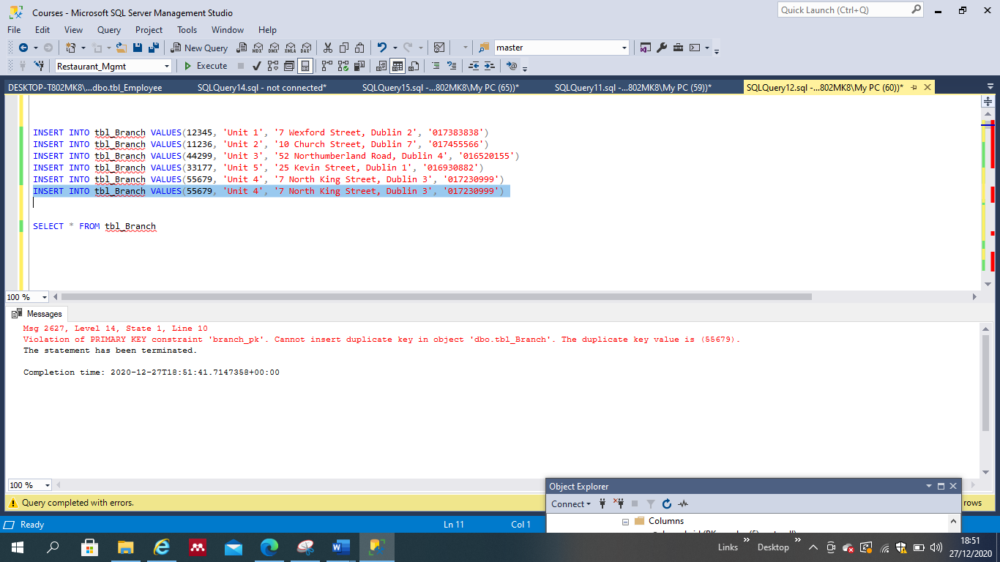 Courses - Microsoft SQL Server Management Studio
Quick Launch (Ctrl+Q)
File Edit View Query Project Tools Window Help
New Query
MDX DMX XMLA DAX
master
Restaurant_Mgmt
Execute
DESKTOP-T802MK8\...dbo.tbl_Employee
SQLQuery14.sql - not connected*
SQLQuery15.sql -...802MK8\My PC (65))*
SQLQuery11.sql -...802MK8\My PC (59))*
SQLQuery12.sql -...802MK8\My PC (60))*
INSERT INTO tbl_Branch VALUES(12345, 'Unit 1', '7 Wexford Street, Dublin 2', '017383838')
INSERT INTO tbl_Branch VALUES(11236, 'Unit 2', '10 Church Street, Dublin 7', '017455566')
INSERT INTO tbl_Branch VALUES(44299, 'Unit 3', '52 Northumberland Road, Dublin 4', '016520155')
INSERT INTO tbl_Branch VALUES(33177, 'Unit 5', '25 Kevin Street, Dublin 1', '016930882')
INSERT INTO tbl_Branch VALUES(55679, 'Unit 4', '7 North King Street, Dublin 3', '017230999')
INSERT INTO tbl_Branch VALUES(55679, 'Unit 4', '7 North King Street, Dublin 3', '017230999')
SELECT * FROM tbl_Branch
100 %
Messages
Msg 2627, Level 14, State 1, Line 10
Violation of PRIMARY KEY constraint 'branch_pk'. Cannot insert duplicate key in object 'dbo.tbl_Branch'. The duplicate key value is (55679).
The statement has been terminated.
Completion time: 2020-12-27T18:51:41.7147358+00:00
100 %
Object Explorer
Query completed with errors.
Connect
rows
Columns
Ready
Ln 11
Col 1
Links
Desktop
18:51
27/12/2020